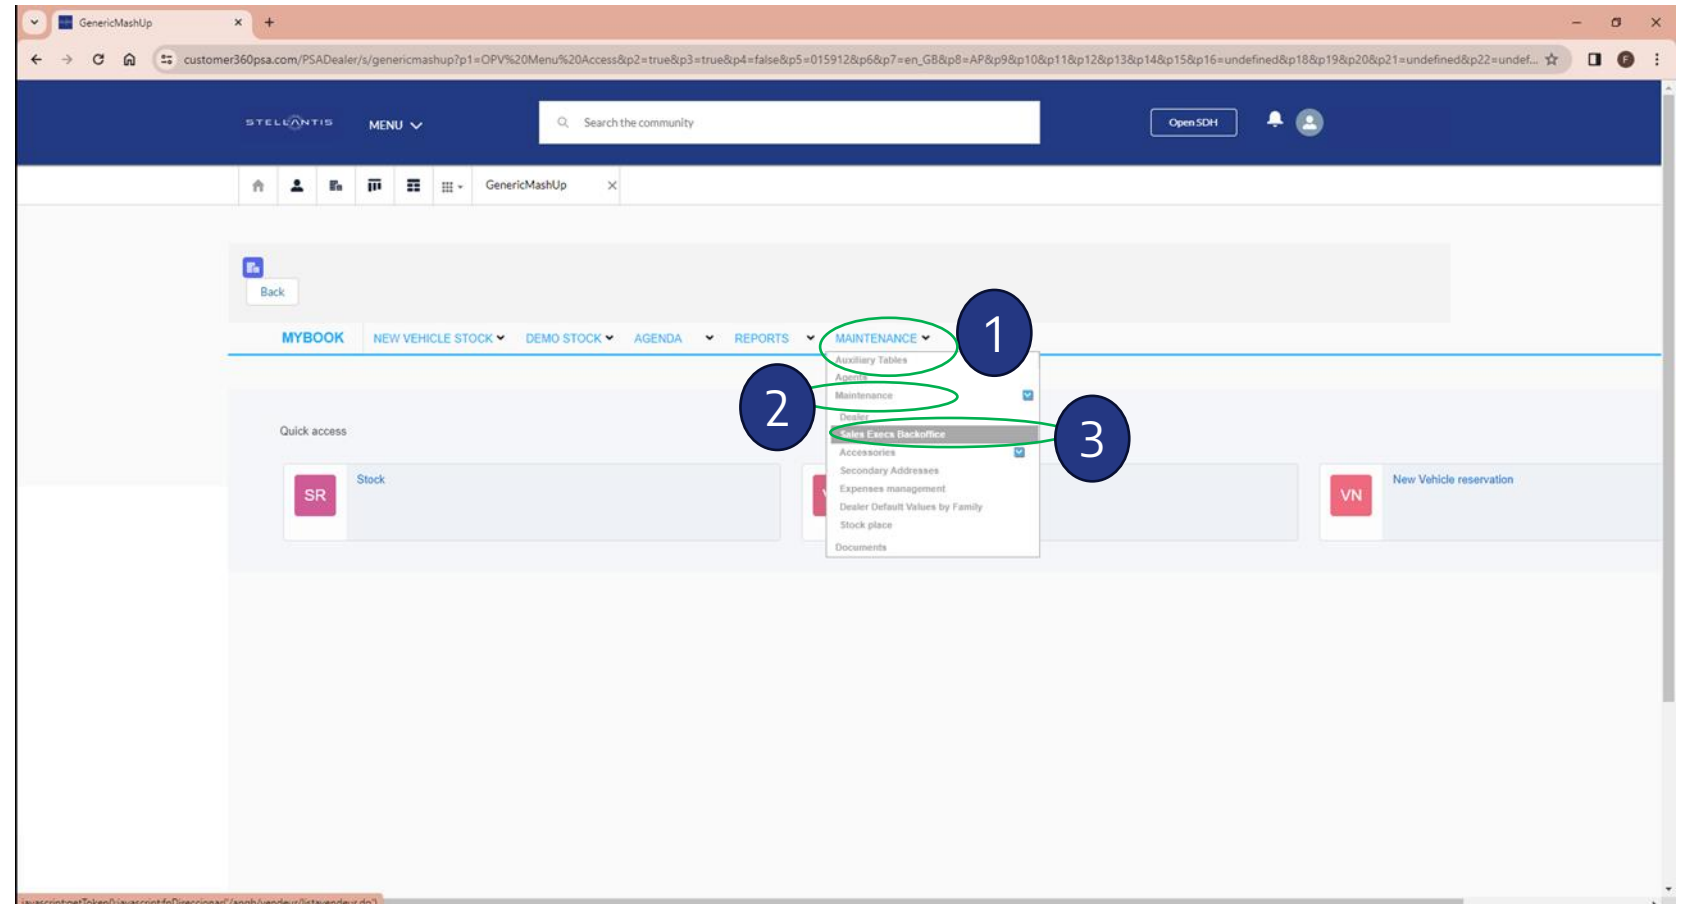 GenericMashUp
customer360psa.com/PSADealer/s/genericmashup?p1=OPV%20Menu%20Access&p2=true&p3=true&p4=false&p5=015912&p6&p7=en_GB&p8=AP&p9&p10&p11&p12&p13&p14&p15&p16=undefined&p18&p19&p20&p21=undefined&p22=undef...
STELLANTIS MENU Search the community Open SDH
GenericMashUp
Back
MYBOOK NEW VEHICLE STOCK DEMO STOCK AGENDA REPORTS MAINTENANCE 1
Auxiliary Tables
Agents
2 Maintenance
Dealer
Quick access Sales Execs Backoffice 3
Accessories
Secondary Addresses
SR Stock
Expenses management
VN New Vehicle reservation
Dealer Default Values by Family
Stock place
Documents